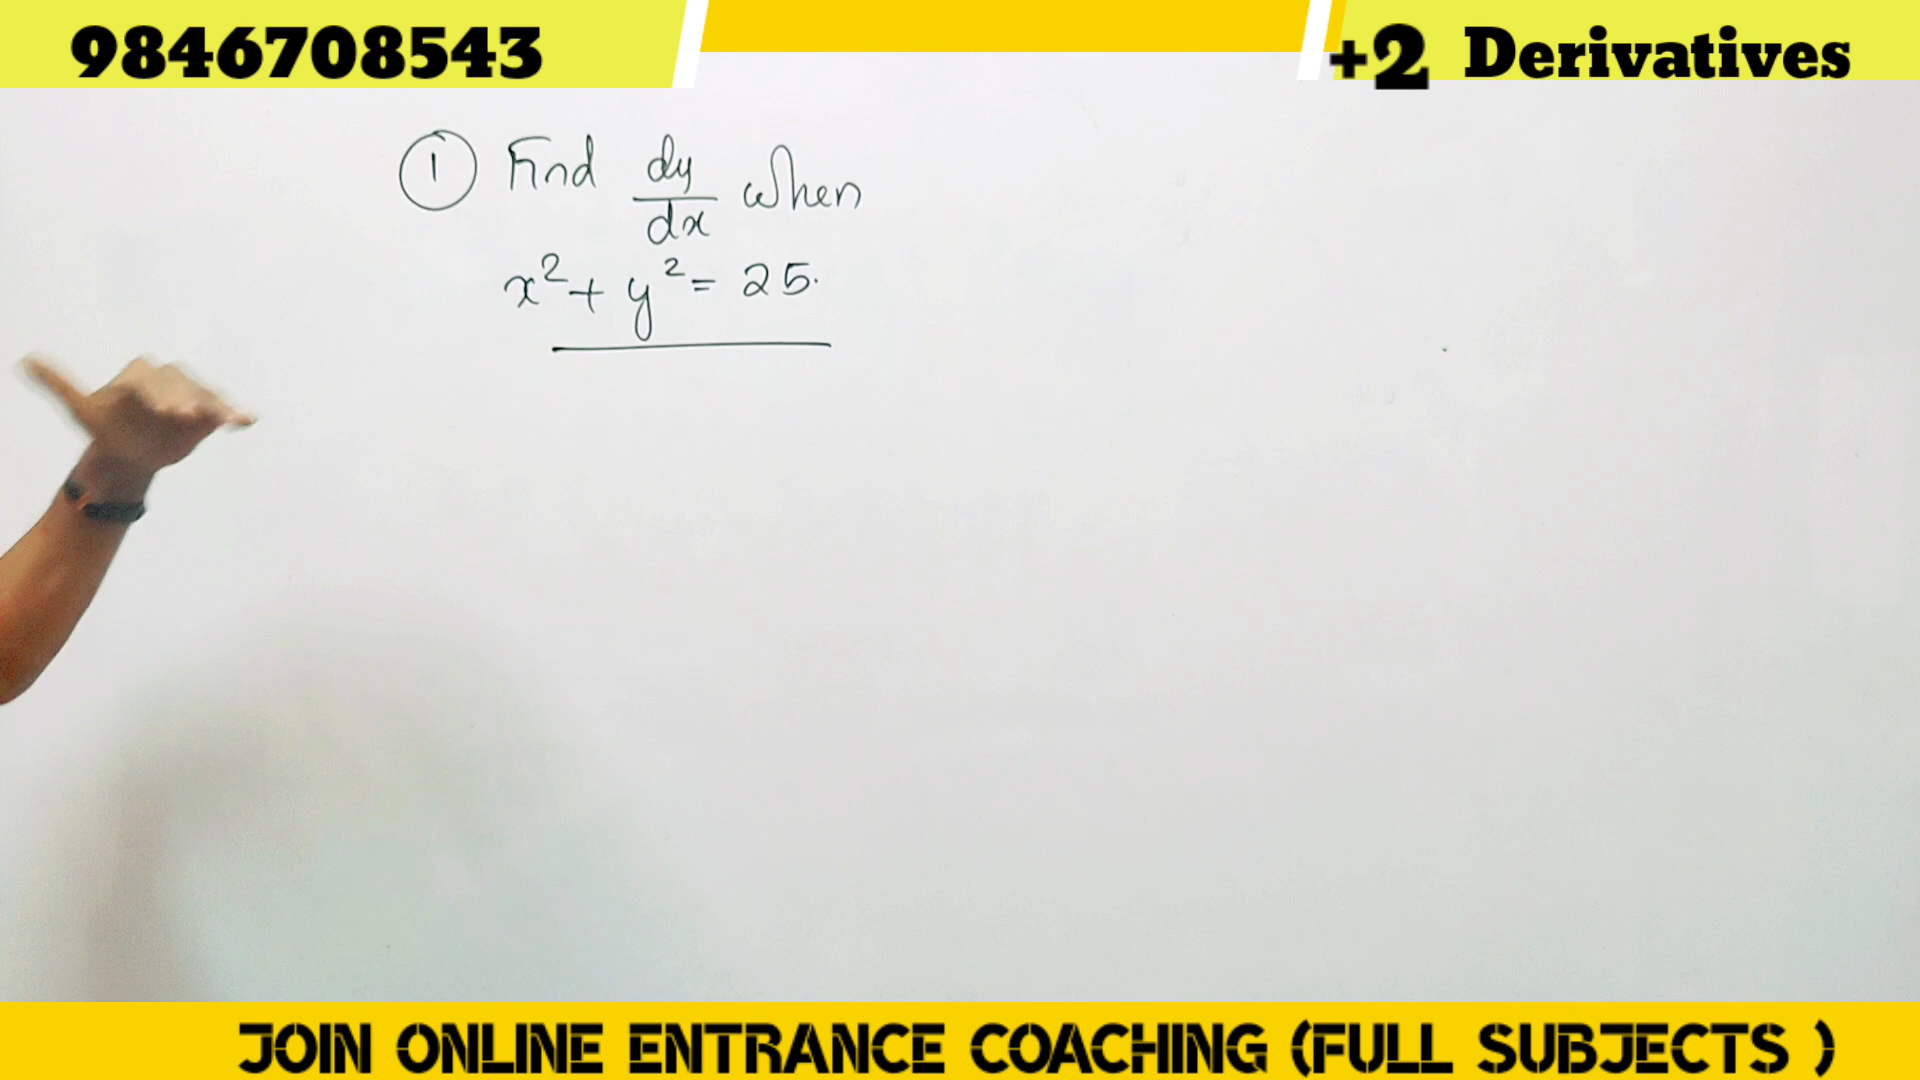 9846708543
+2 Derivatives
① Find dy/dx when
x² + y² = 25.
JOIN ONLINE ENTRANCE COACHING (FULL SUBJECTS )